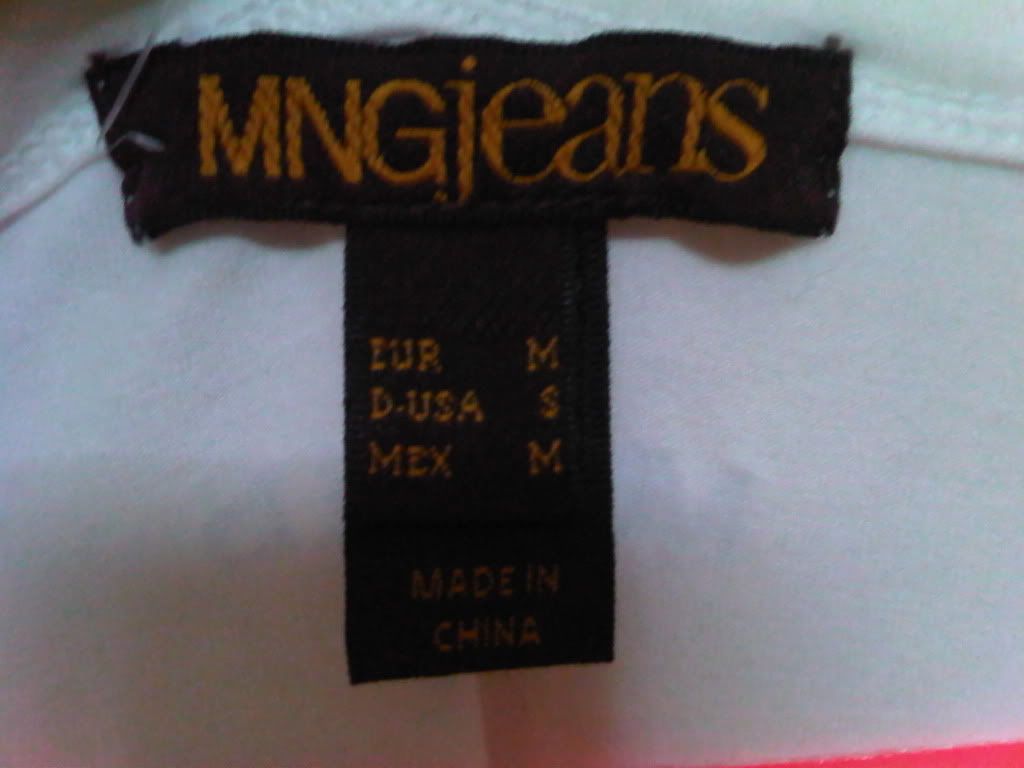 MNGjeans
EUR M
D-USA S
MEX M
MADE IN
CHINA